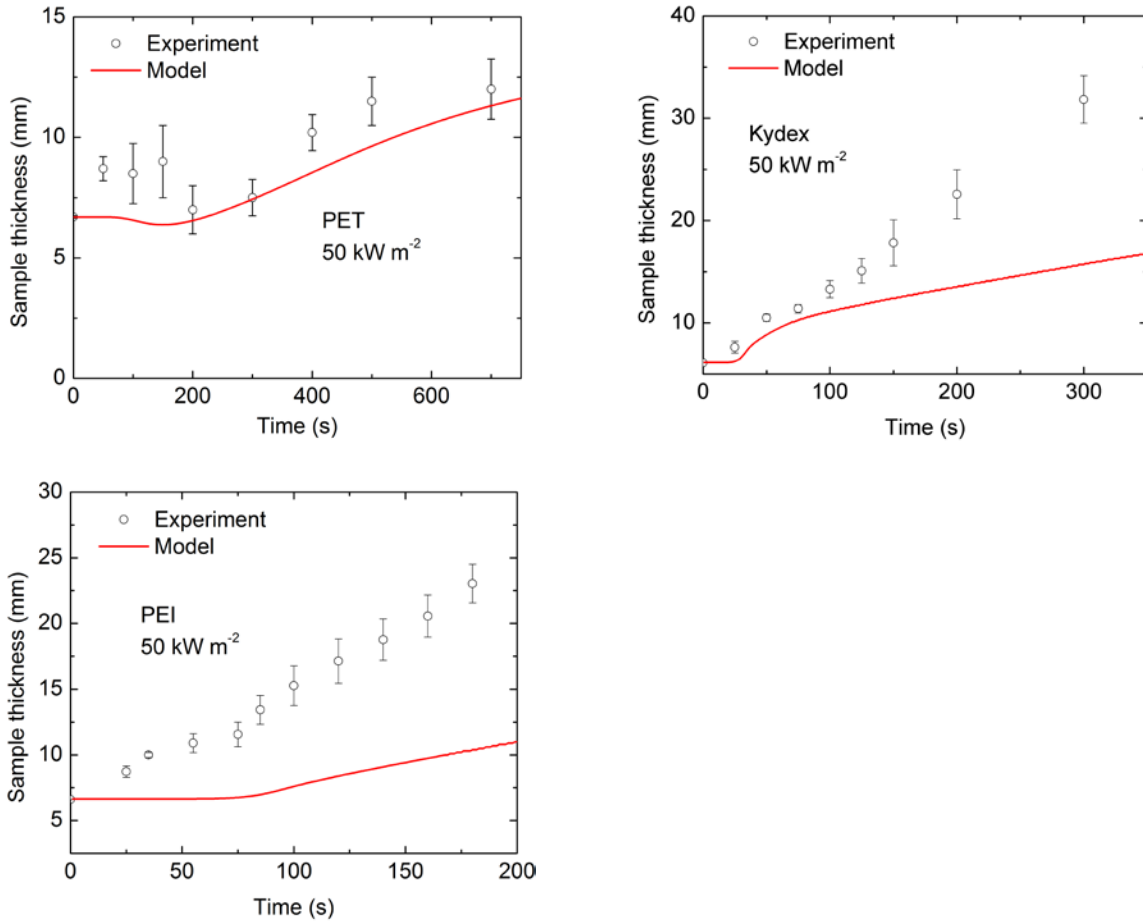 15
10
5
0
Sample thickness (mm)
Experiment
Model
PET
50 kW m⁻²
0 200 400 600
Time (s)
40
30
20
10
Sample thickness (mm)
Experiment
Model
Kydex
50 kW m⁻²
0 100 200 300
Time (s)
30
25
20
15
10
5
Sample thickness (mm)
Experiment
Model
PEI
50 kW m⁻²
0 50 100 150 200
Time (s)